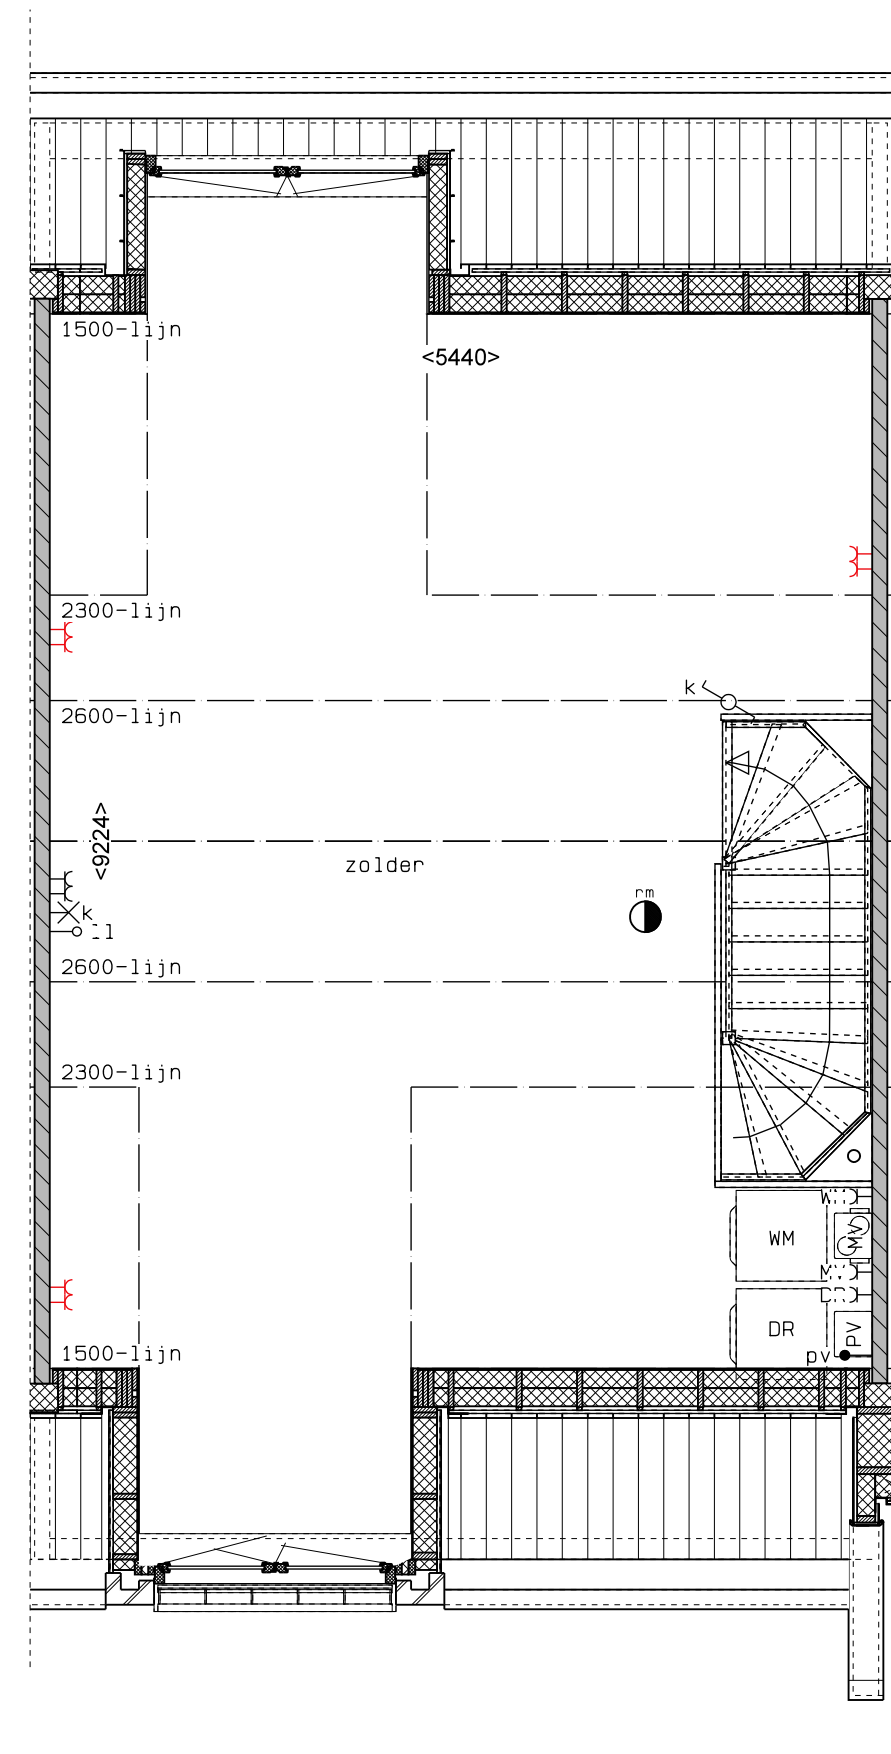 1500-lijn
<5440>
2300-lijn
k
2600-lijn
<9224>
zolder
rm
k
2600-lijn
2300-lijn
WM
MV
DR
PV
1500-lijn
pv